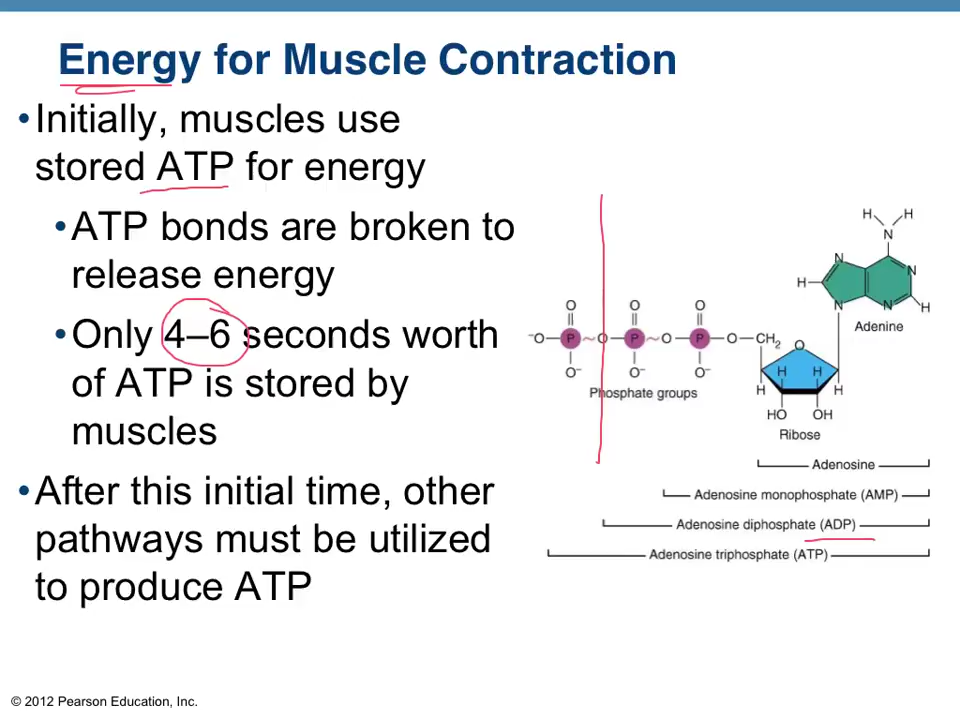 Energy for Muscle Contraction
•Initially, muscles use
stored ATP for energy
•ATP bonds are broken to
release energy
•Only 4–6 seconds worth
of ATP is stored by
muscles
•After this initial time, other
pathways must be utilized
to produce ATP
H H
N
N N
H
N N H
Adenine
O O O
⁻O P O P O P O CH₂ O
O⁻ O⁻ O⁻
H H H H
Phosphate groups
HO OH
Ribose
Adenosine
Adenosine monophosphate (AMP)
Adenosine diphosphate (ADP)
Adenosine triphosphate (ATP)
© 2012 Pearson Education, Inc.